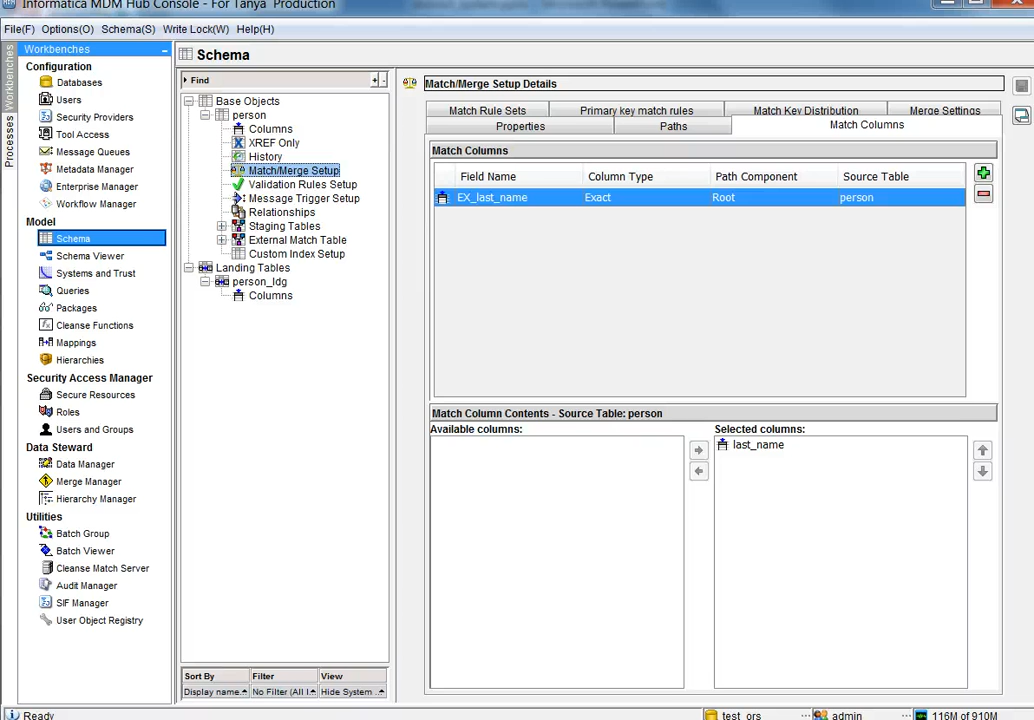 Informatica MDM Hub Console - For Tanya Production
File(F) Options(O) Schema(S) Write Lock(W) Help(H)
Workbenches
Processes
Workbenches
Configuration
Databases
Users
Security Providers
Tool Access
Message Queues
Metadata Manager
Enterprise Manager
Workflow Manager
Model
Schema
Schema Viewer
Systems and Trust
Queries
Packages
Cleanse Functions
Mappings
Hierarchies
Security Access Manager
Secure Resources
Roles
Users and Groups
Data Steward
Data Manager
Merge Manager
Hierarchy Manager
Utilities
Batch Group
Batch Viewer
Cleanse Match Server
Audit Manager
SIF Manager
User Object Registry
Schema
Find
Base Objects
person
Columns
XREF Only
History
Match/Merge Setup
Validation Rules Setup
Message Trigger Setup
Relationships
Staging Tables
External Match Table
Custom Index Setup
Landing Tables
person_ldg
Columns
Sort By Filter View
Display name. No Filter (All I. Hide System .
Match/Merge Setup Details
Match Rule Sets Primary key match rules Match Key Distribution Merge Settings
Properties Paths Match Columns
Match Columns
Field Name Column Type Path Component Source Table
EX_last_name Exact Root person
Match Column Contents - Source Table: person
Available columns: Selected columns:
last_name
Ready test_ors admin 116M of 910M